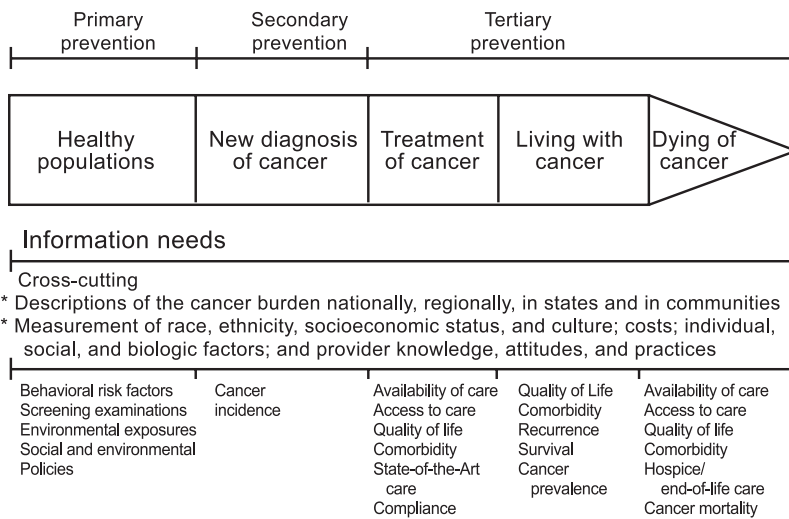 Primary
prevention
Secondary
prevention
Tertiary
prevention
Healthy
populations
New diagnosis
of cancer
Treatment
of cancer
Living with
cancer
Dying of
cancer
Information needs
Cross-cutting
* Descriptions of the cancer burden nationally, regionally, in states and in communities
* Measurement of race, ethnicity, socioeconomic status, and culture; costs; individual,
social, and biologic factors; and provider knowledge, attitudes, and practices
Behavioral risk factors
Screening examinations
Environmental exposures
Social and environmental
Policies
Cancer
incidence
Availability of care
Access to care
Quality of life
Comorbidity
State-of-the-Art
care
Compliance
Quality of Life
Comorbidity
Recurrence
Survival
Cancer
prevalence
Availability of care
Access to care
Quality of life
Comorbidity
Hospice/
end-of-life care
Cancer mortality